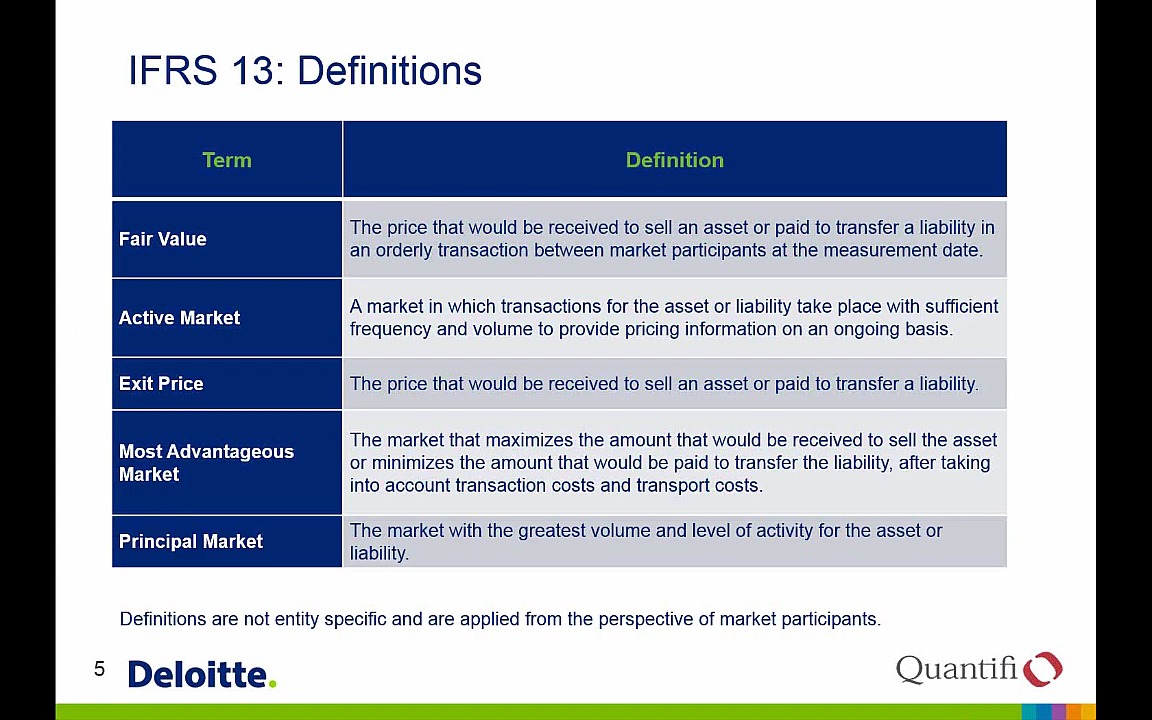 IFRS 13: Definitions
Term
Definition
Fair Value
The price that would be received to sell an asset or paid to transfer a liability in
an orderly transaction between market participants at the measurement date.
Active Market
A market in which transactions for the asset or liability take place with sufficient
frequency and volume to provide pricing information on an ongoing basis.
Exit Price
The price that would be received to sell an asset or paid to transfer a liability.
Most Advantageous
Market
The market that maximizes the amount that would be received to sell the asset
or minimizes the amount that would be paid to transfer the liability, after taking
into account transaction costs and transport costs.
Principal Market
The market with the greatest volume and level of activity for the asset or
liability.
Definitions are not entity specific and are applied from the perspective of market participants.
5
Deloitte.
Quantifi